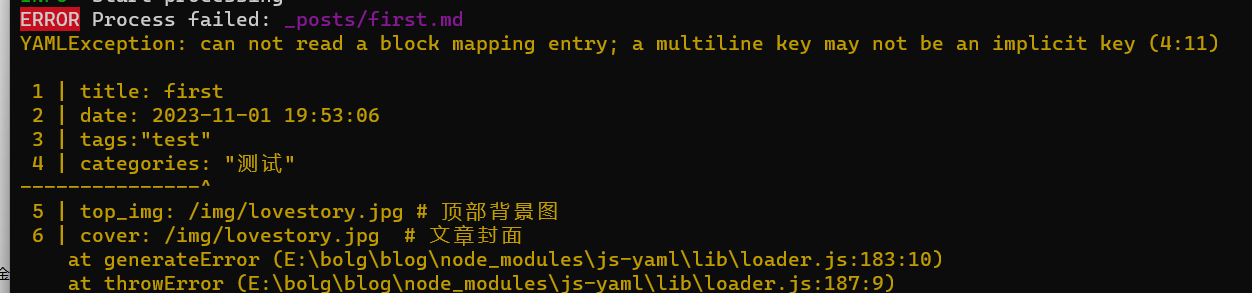 ERROR Process failed: _posts/first.md
YAMLException: can not read a block mapping entry; a multiline key may not be an implicit key (4:11)
1 | title: first
2 | date: 2023-11-01 19:53:06
3 | tags:"test"
4 | categories: "测试"
---------------^
5 | top_img: /img/lovestory.jpg # 顶部背景图
6 | cover: /img/lovestory.jpg  # 文章封面
at generateError (E:\bolg\blog\node_modules\js-yaml\lib\loader.js:183:10)
at throwError (E:\bolg\blog\node_modules\js-yaml\lib\loader.js:187:9)